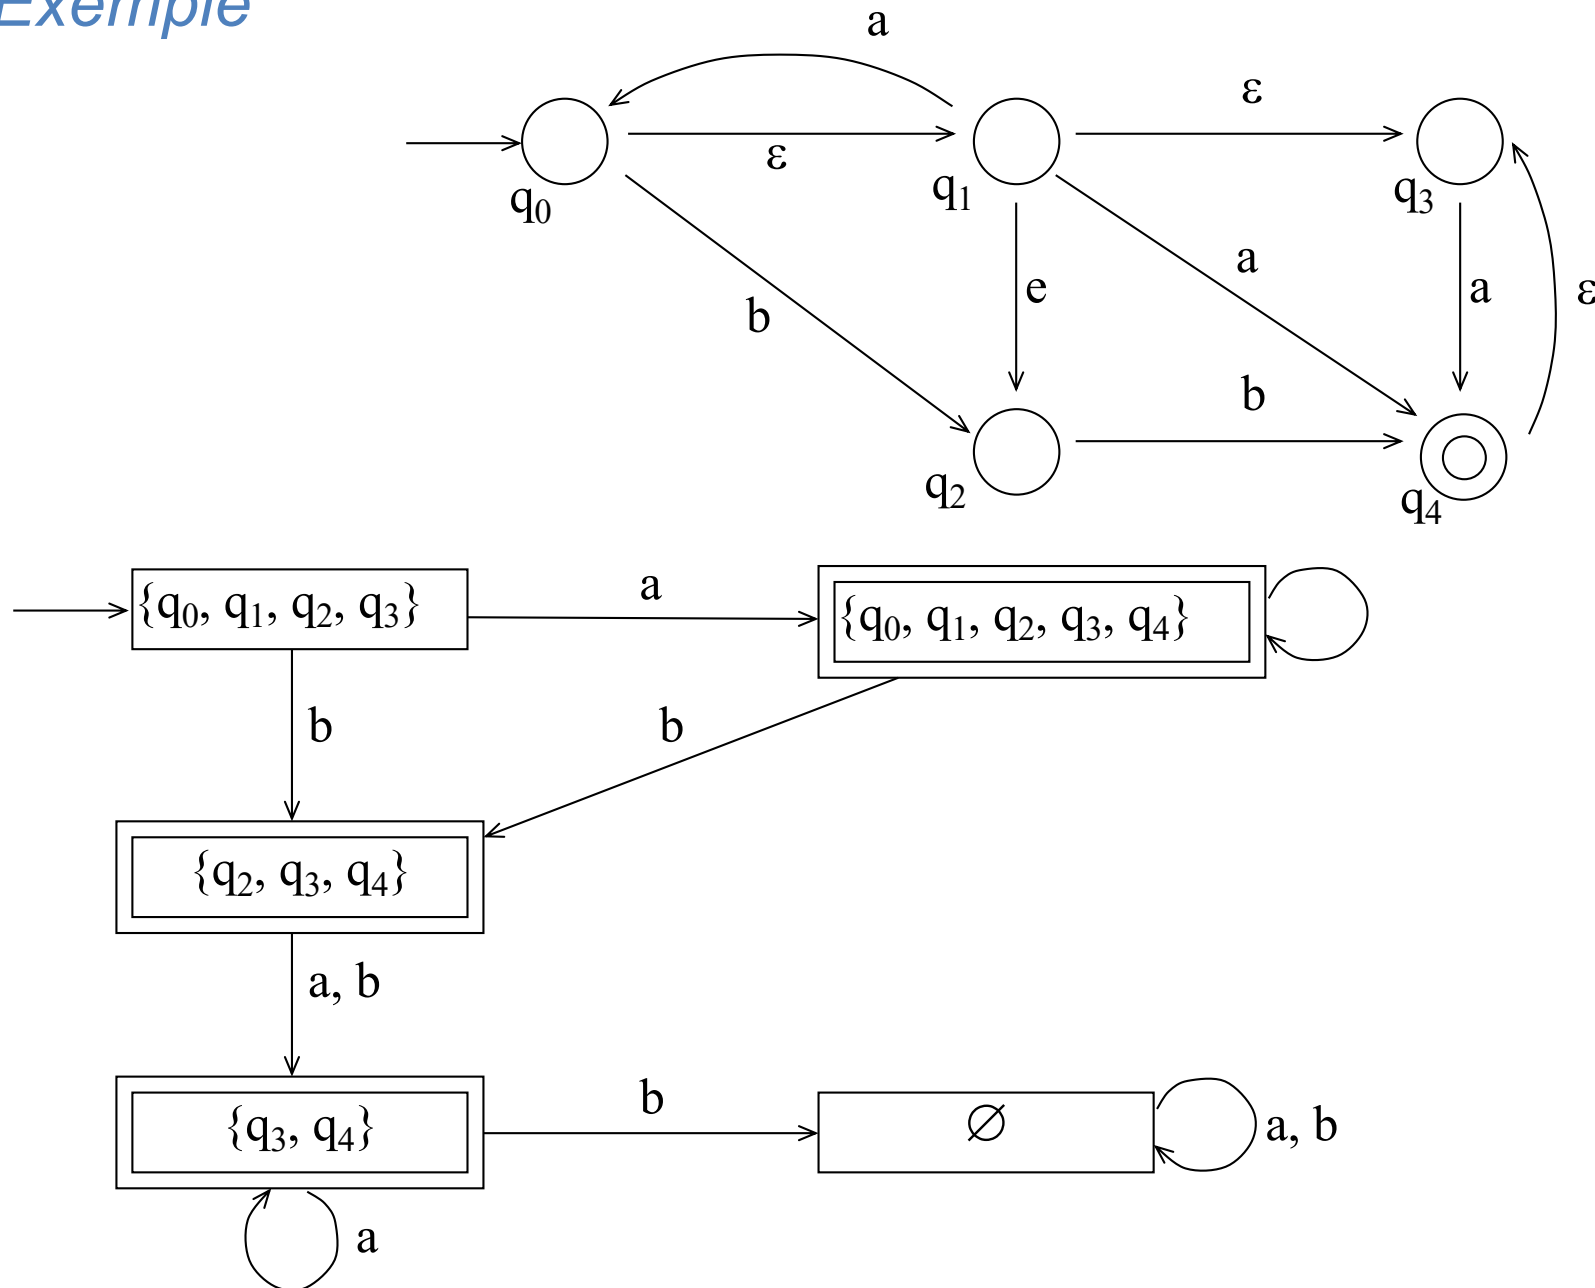 Exemple
a
ε
ε
q0
q1
q3
b
e
a
a
ε
b
q2
q4
{q0, q1, q2, q3}
a
{q0, q1, q2, q3, q4}
b
b
{q2, q3, q4}
a, b
{q3, q4}
b
∅
a, b
a